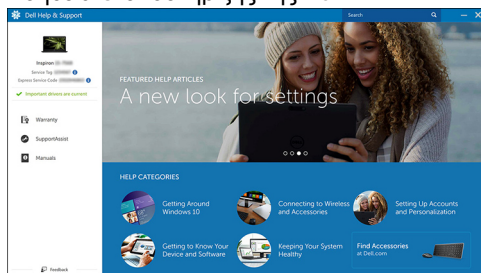 Dell Help & Support
Search
Inspiron
Service Tag
Express Service Code
Important drivers are current
Warranty
SupportAssist
Manuals
Feedback
FEATURED HELP ARTICLES
A new look for settings
HELP CATEGORIES
Getting Around
Windows 10
Connecting to Wireless
and Accessories
Setting Up Accounts
and Personalization
Getting to Know Your
Device and Software
Keeping Your System
Healthy
Find Accessories
at Dell.com